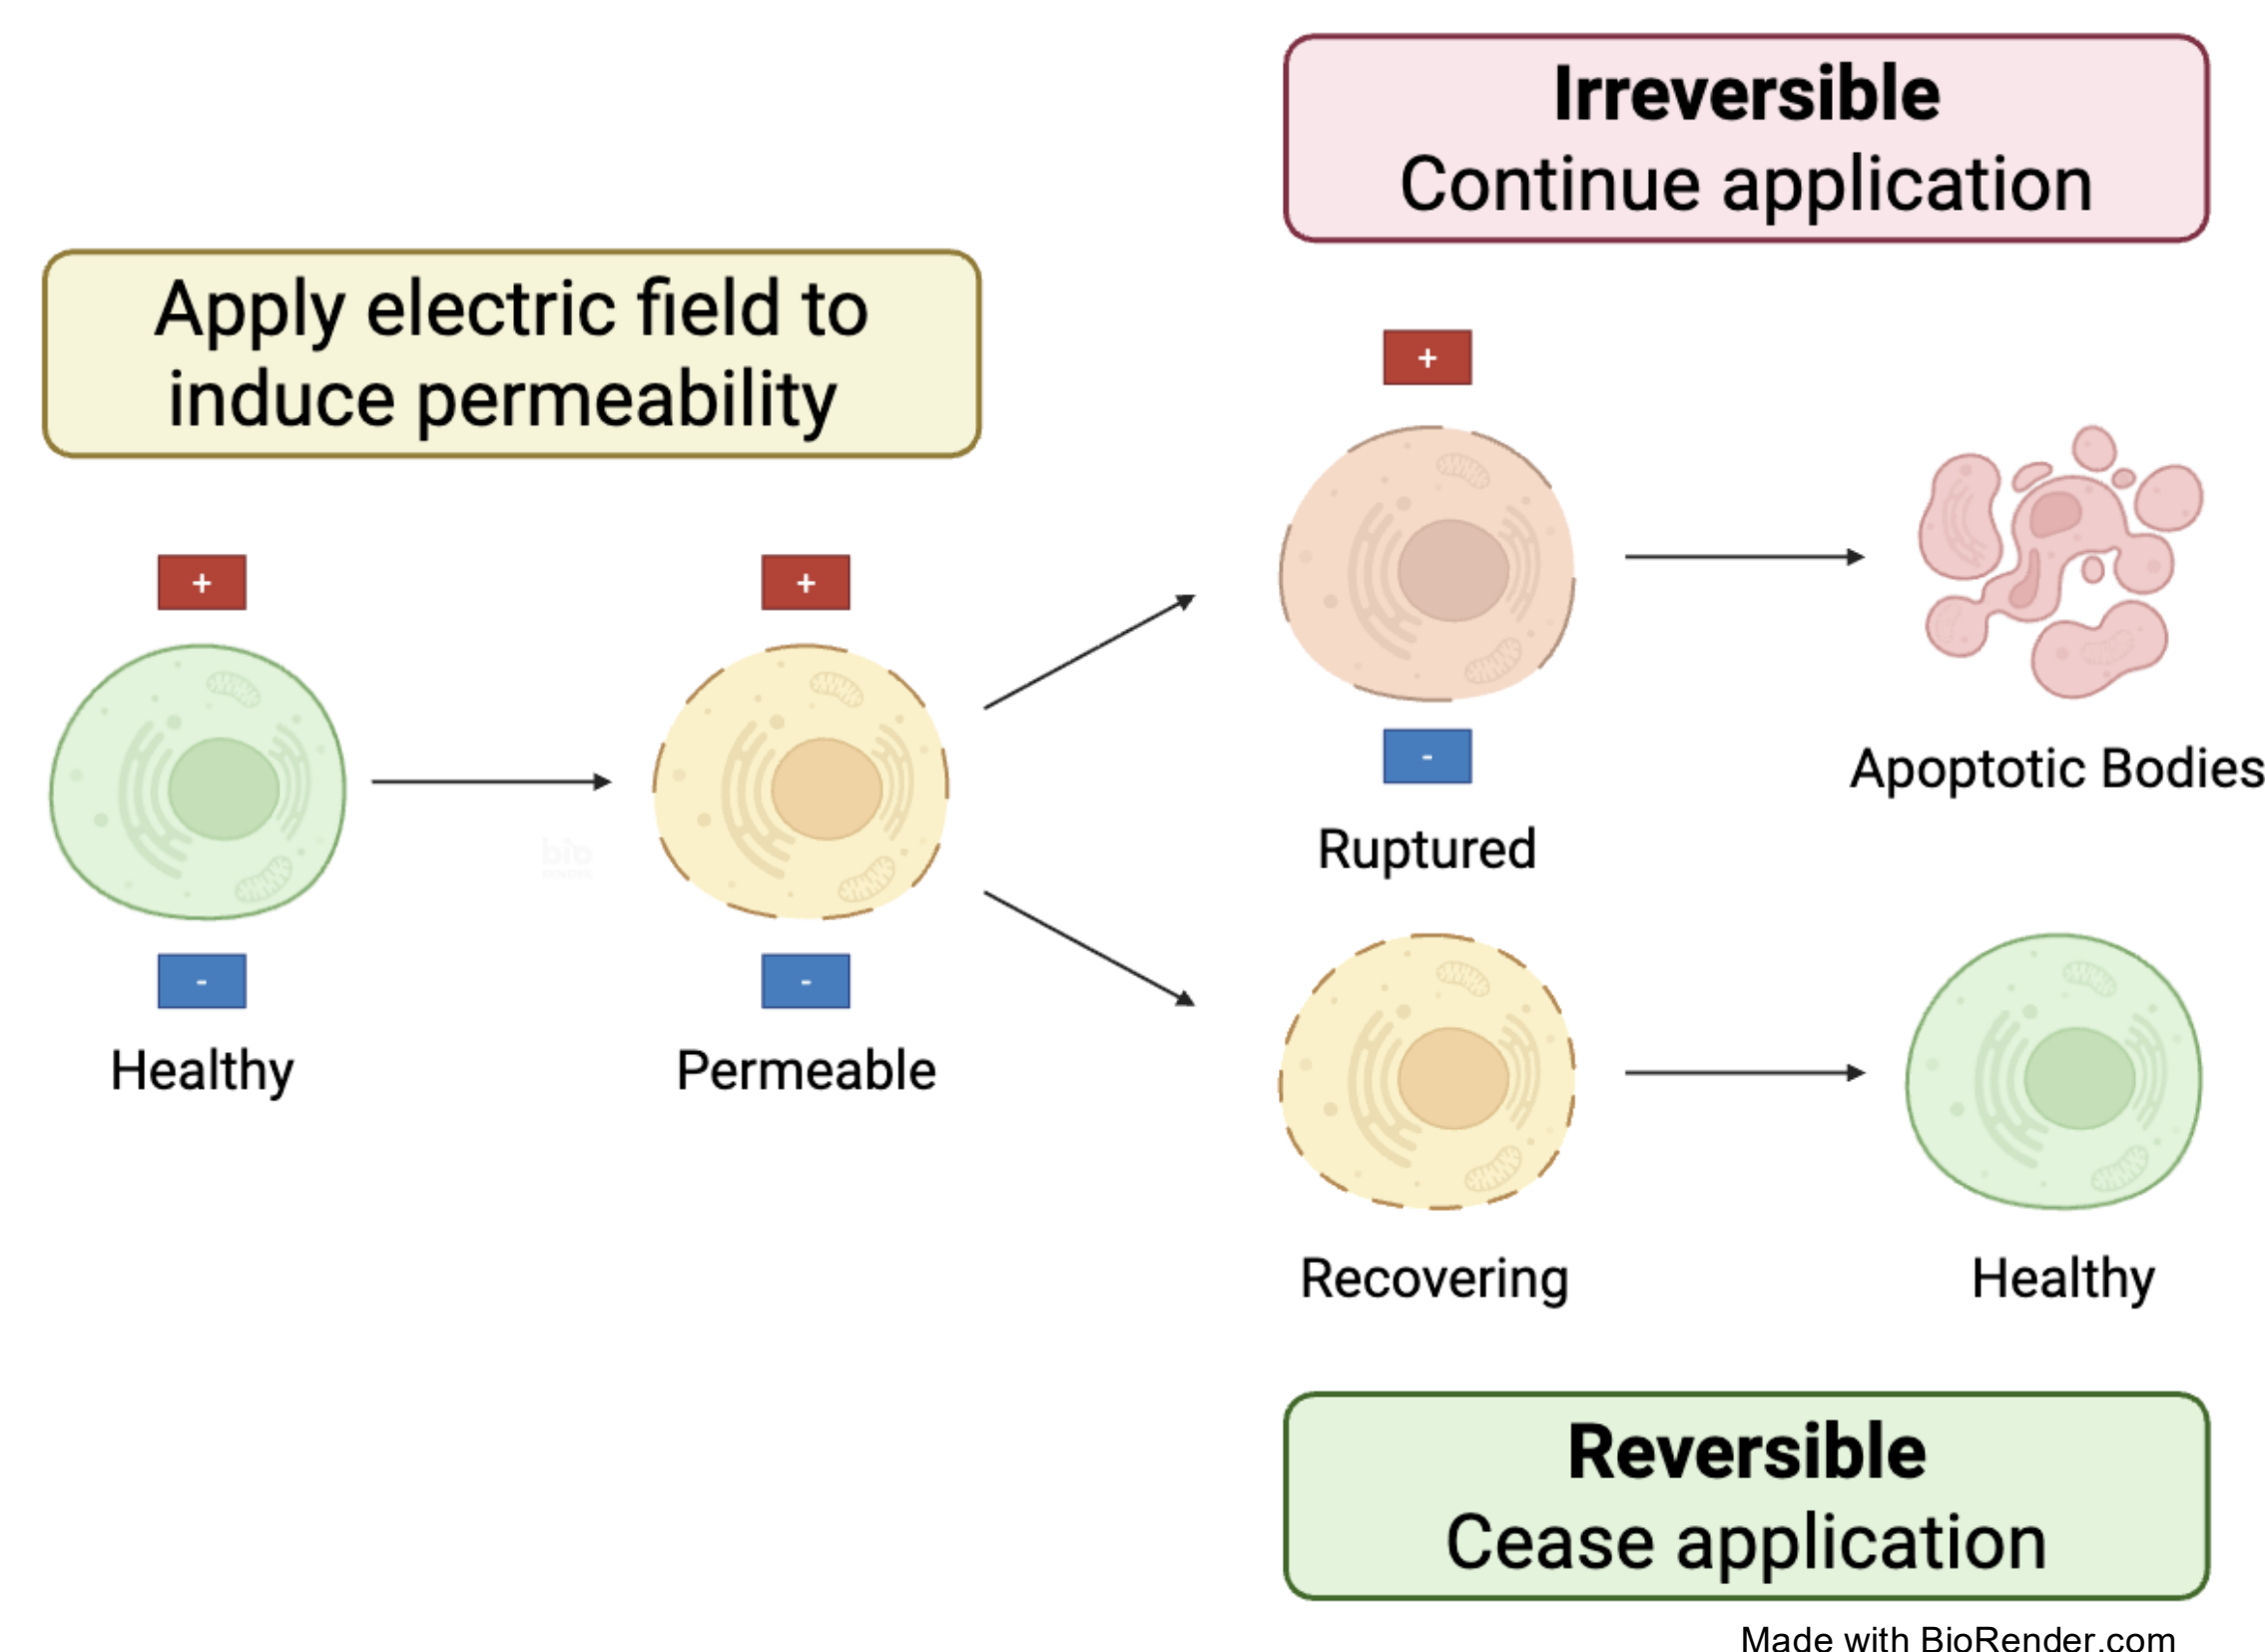 Irreversible
Continue application
Apply electric field to
induce permeability
+
+
+
-
Ruptured
Apoptotic Bodies
-
-
Healthy
Permeable
Recovering
Healthy
Reversible
Cease application
Made with BioRender.com